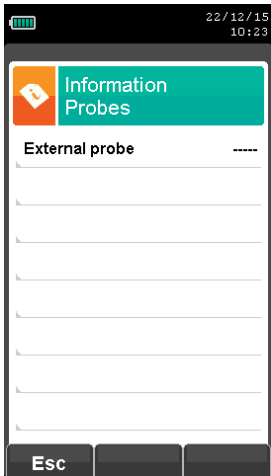 22/12/15
10:23
Information
Probes
External probe -----
Esc